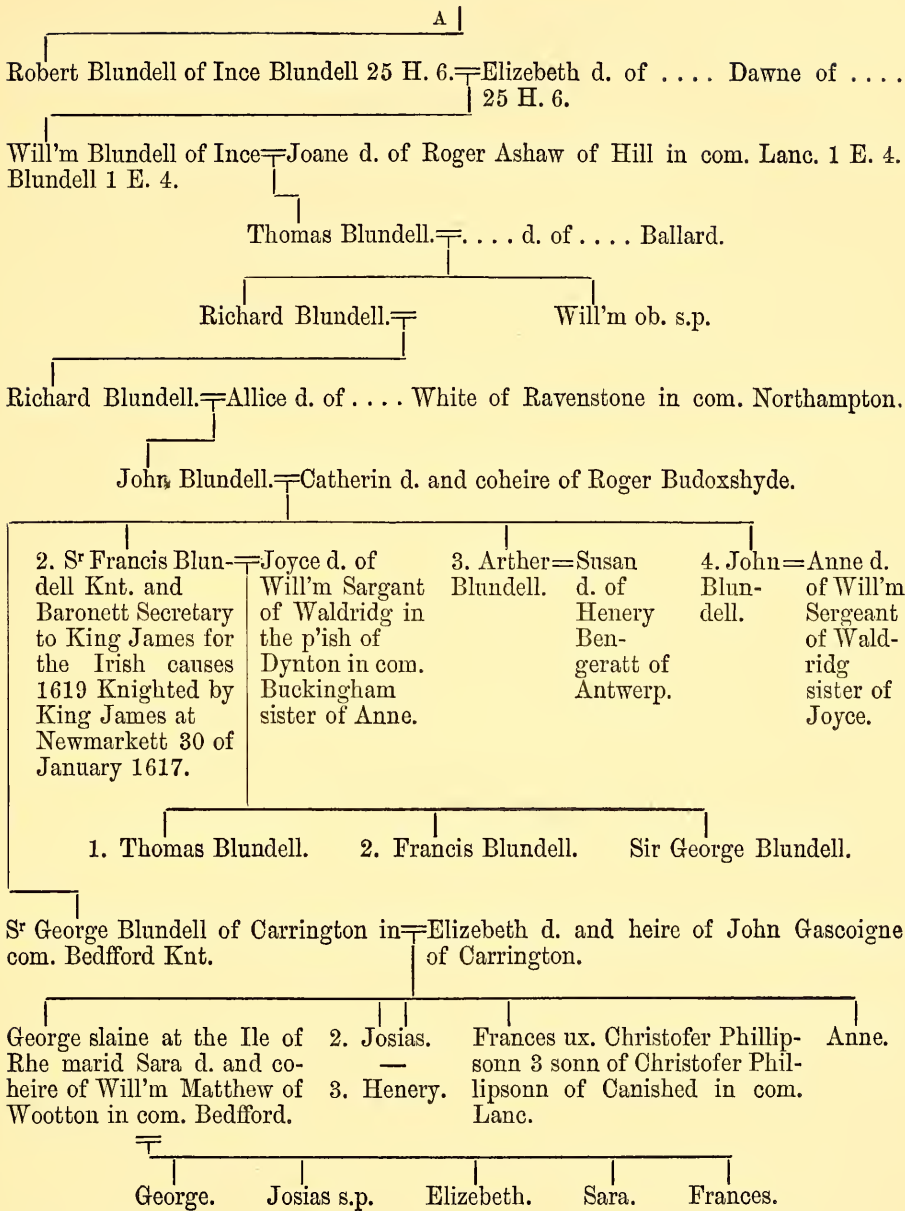 A
Robert Blundell of Ince Blundell 25 H. 6.=Elizebeth d. of .... Dawne of ....
25 H. 6.
Will'm Blundell of Ince=Joane d. of Roger Ashaw of Hill in com. Lanc. 1 E. 4.
Blundell 1 E. 4.
Thomas Blundell.=.... d. of .... Ballard.
Richard Blundell.= Will'm ob. s.p.
Richard Blundell.=Allice d. of .... White of Ravenstone in com. Northampton.
John Blundell.=Catherin d. and coheire of Roger Budoxshyde.
2. Sr Francis Blun-
dell Knt. and
Baronett Secretary
to King James for
the Irish causes
1619 Knighted by
King James at
Newmarkett 30 of
January 1617.
=Joyce d. of
Will'm Sargant
of Waldridg in
the p'ish of
Dynton in com.
Buckingham
sister of Anne.
3. Arther=
Blundell.
Susan
d. of
Henery
Ben-
geratt of
Antwerp.
4. John=
Blun-
dell.
Anne d.
of Will'm
Sergeant
of Wald-
ridg
sister of
Joyce.
1. Thomas Blundell. 2. Francis Blundell. Sir George Blundell.
Sr George Blundell of Carrington in=Elizebeth d. and heire of John Gascoigne
com. Bedfford Knt. of Carrington.
George slaine at the Ile of
Rhe marid Sara d. and co-
heire of Will'm Matthew of
Wootton in com. Bedfford.
2. Josias.
—
3. Henery.
Frances ux. Christofer Phillip-
sonn 3 sonn of Christofer Phil-
lipsonn of Canished in com.
Lanc.
Anne.
George. Josias s.p. Elizebeth. Sara. Frances.